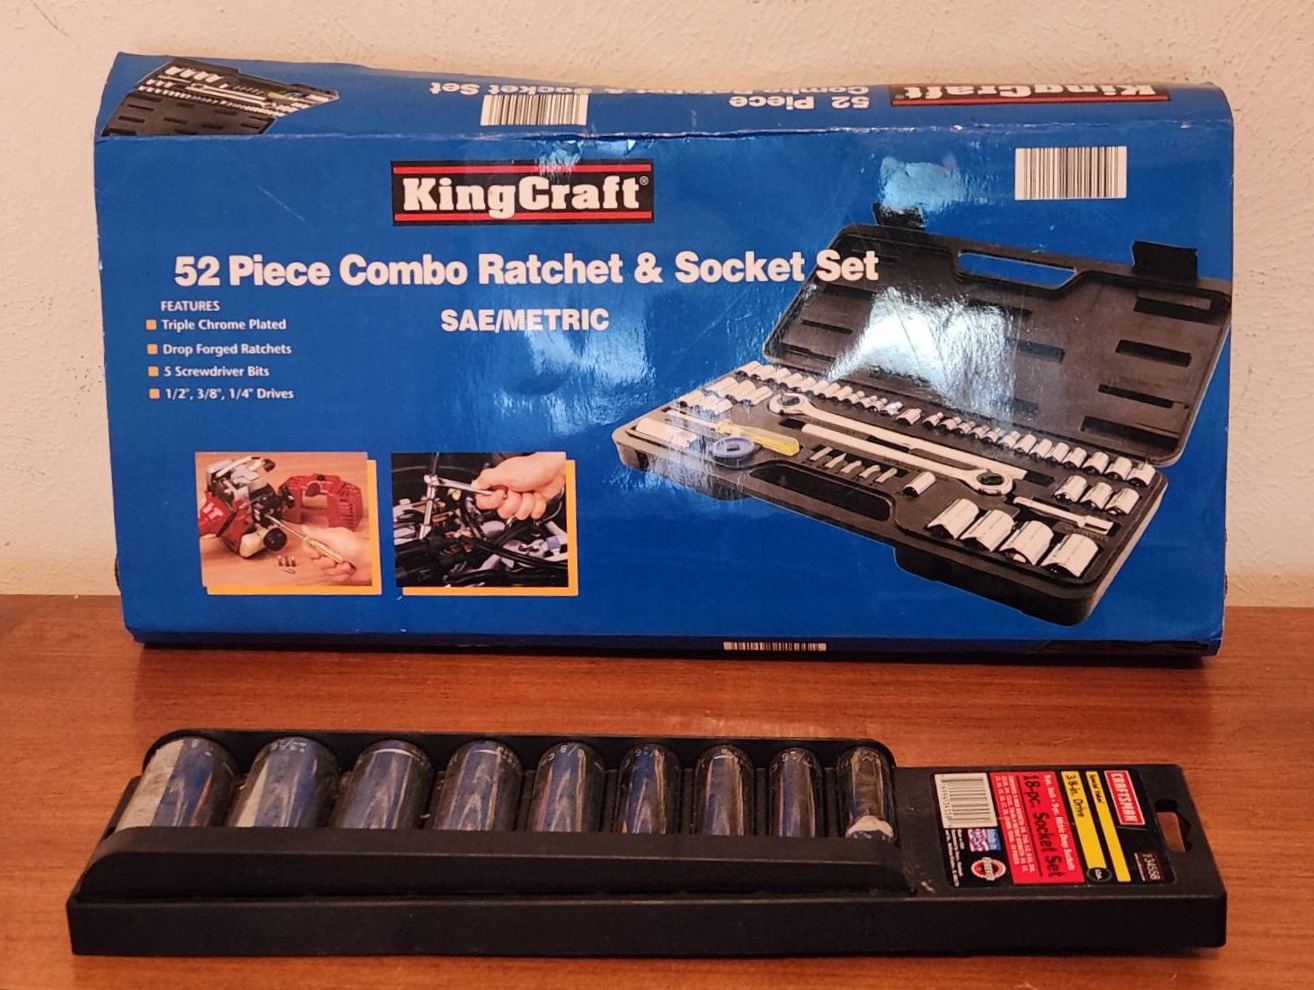 KingCraft
52 Piece Combo Ratchet & Socket Set
KingCraft®
52 Piece Combo Ratchet & Socket Set
SAE/METRIC
FEATURES
Triple Chrome Plated
Drop Forged Ratchets
5 Screwdriver Bits
1/2", 3/8", 1/4" Drives
CRAFTSMAN
3/8-in. Drive
18-pc. Socket Set